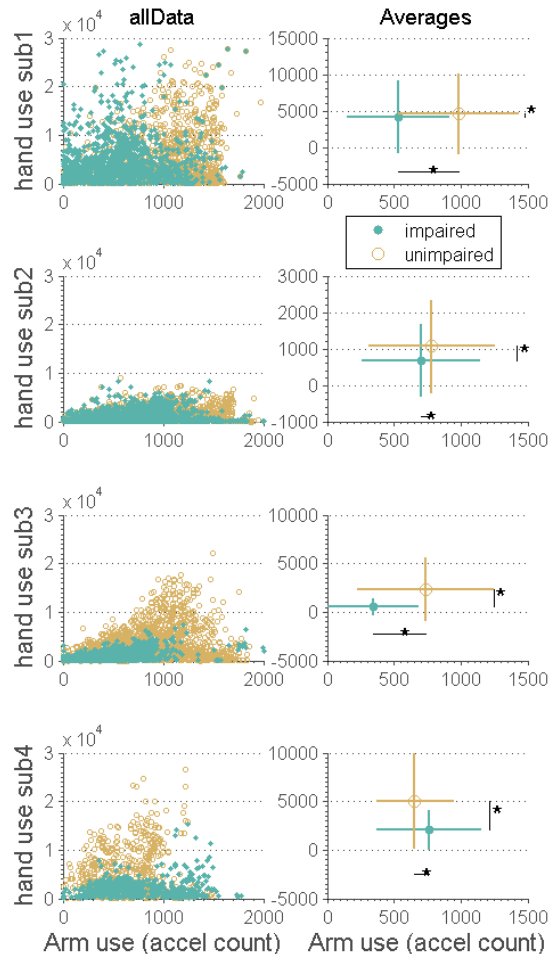 allData Averages
3 x 10^4 15000
hand use sub1
2 10000
1 5000
0
0 -5000
0 1000 2000 0 500 1000 1500
*
*
impaired
unimpaired
3 x 10^4 3000
hand use sub2
2 2000
1 1000
0
0 -1000
0 1000 2000 0 500 1000 1500
*
*
3 x 10^4 10000
hand use sub3
2 5000
1 0
0 -5000
0 1000 2000 0 500 1000 1500
*
*
3 x 10^4 10000
hand use sub4
2 5000
1 0
0 -5000
0 1000 2000 0 500 1000 1500
*
*
Arm use (accel count) Arm use (accel count)